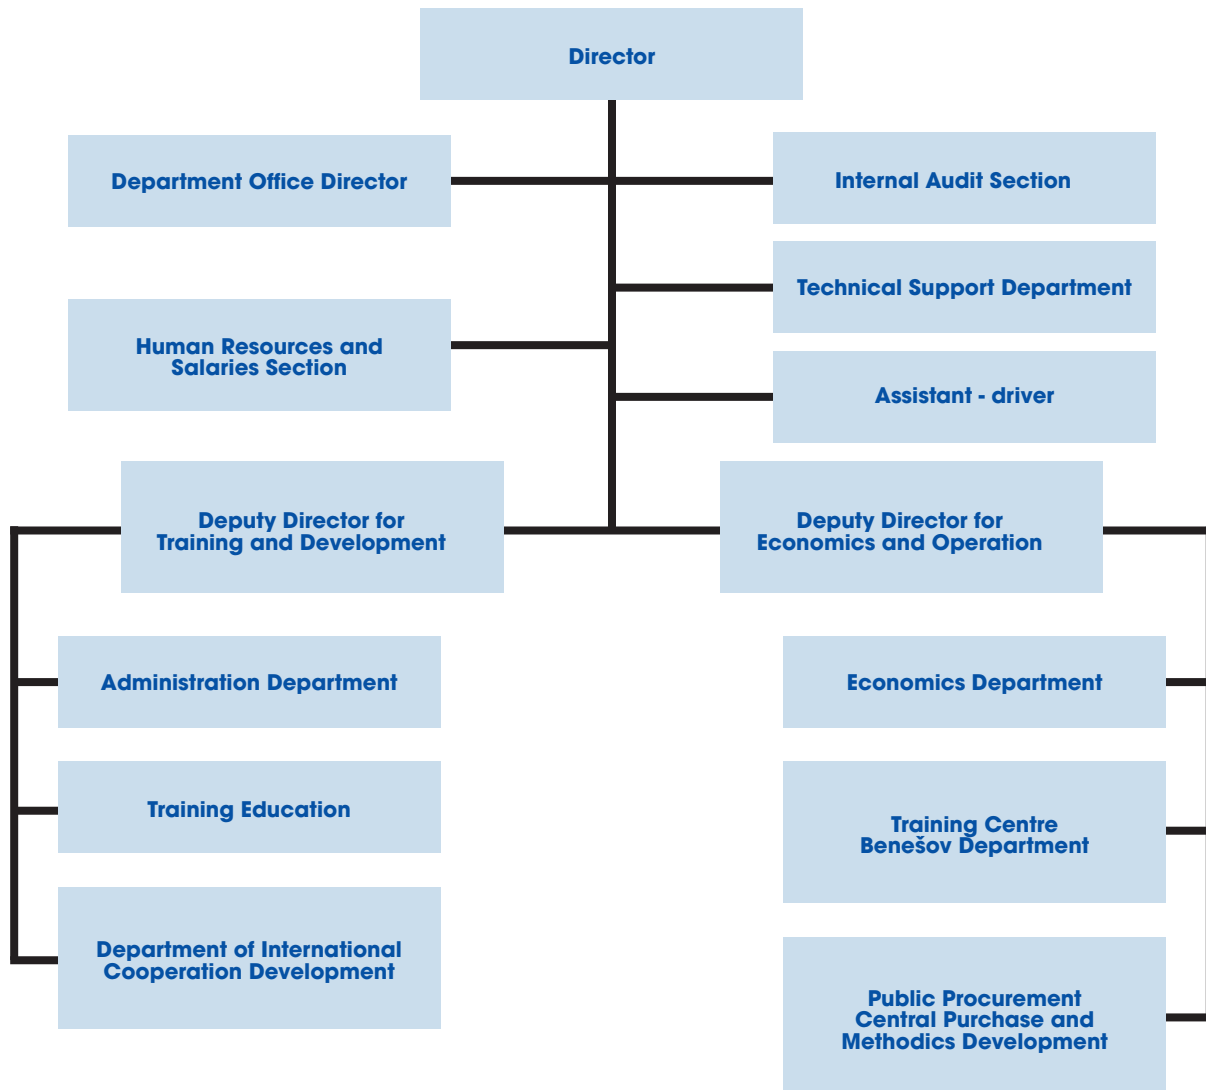 Director
Department Office Director
Internal Audit Section
Technical Support Department
Human Resources and
Salaries Section
Assistant - driver
Deputy Director for
Training and Development
Deputy Director for
Economics and Operation
Administration Department
Economics Department
Training Education
Training Centre
Benešov Department
Department of International
Cooperation Development
Public Procurement
Central Purchase and
Methodics Development